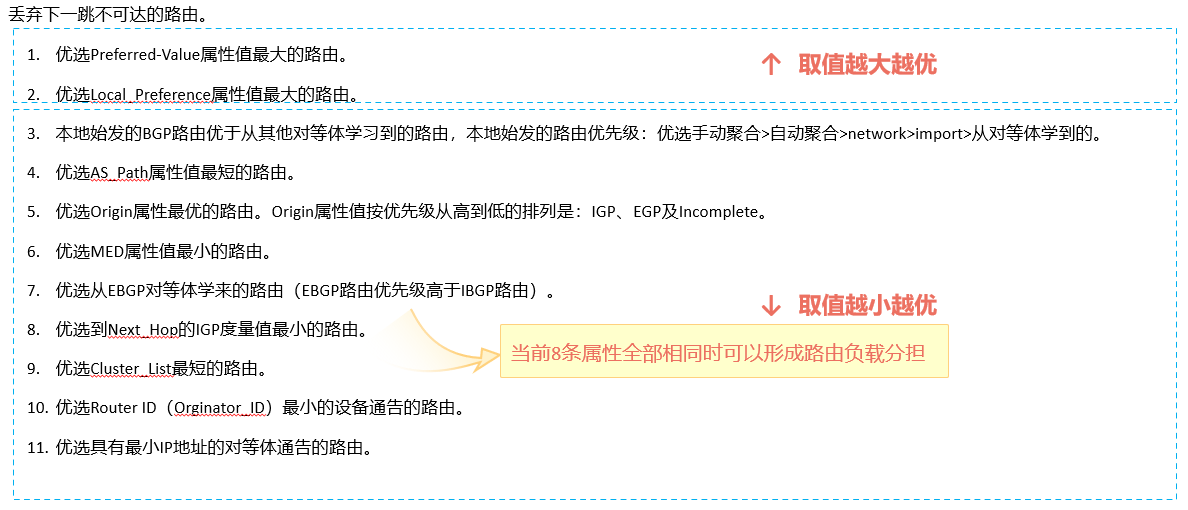 丢弃下一跳不可达的路由。
1. 优选Preferred-Value属性值最大的路由。
↑ 取值越大越优
2. 优选Local_Preference属性值最大的路由。
3. 本地始发的BGP路由优于从其他对等体学习到的路由，本地始发的路由优先级：优选手动聚合>自动聚合>network>import>从对等体学到的。
4. 优选AS_Path属性值最短的路由。
5. 优选Origin属性最优的路由。Origin属性值按优先级从高到低的排列是：IGP、EGP及Incomplete。
6. 优选MED属性值最小的路由。
7. 优选从EBGP对等体学来的路由（EBGP路由优先级高于IBGP路由）。
↓ 取值越小越优
8. 优选到Next_Hop的IGP度量值最小的路由。
当前8条属性全部相同时可以形成路由负载分担
9. 优选Cluster_List最短的路由。
10. 优选Router ID（Orginator_ID）最小的设备通告的路由。
11. 优选具有最小IP地址的对等体通告的路由。